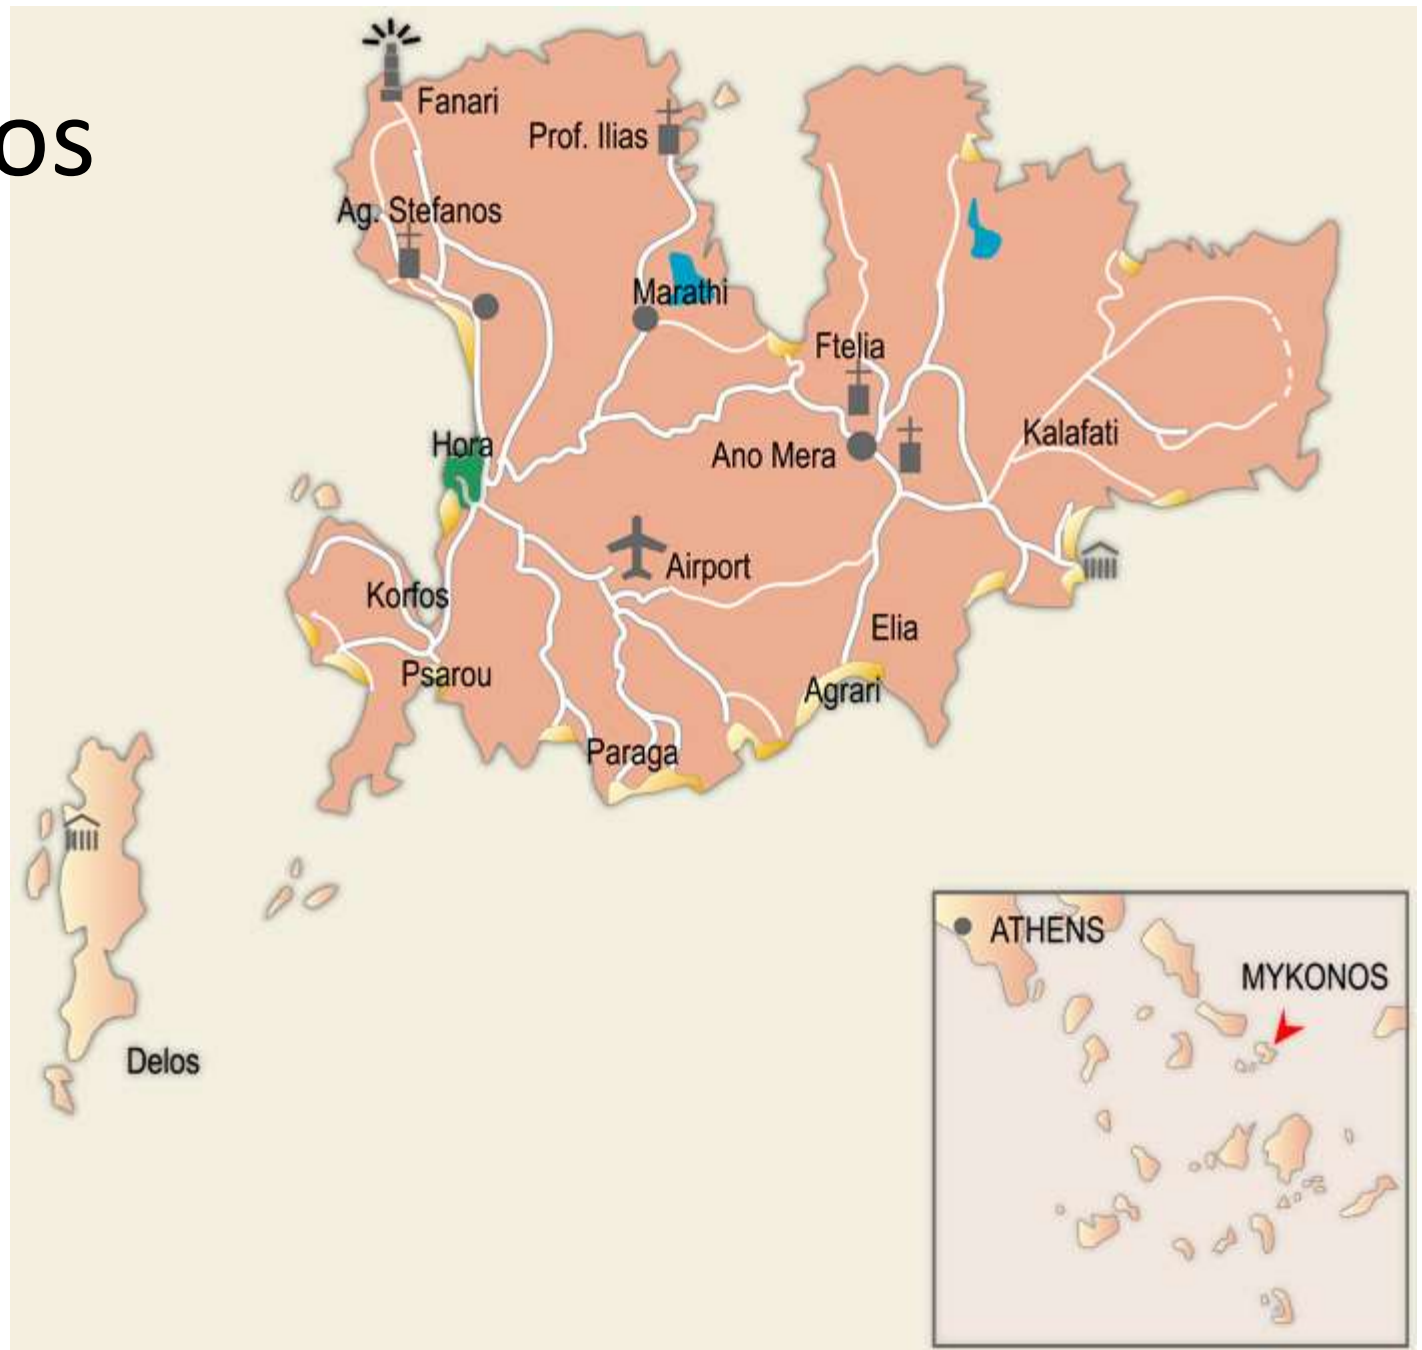 os
Fanari
Prof. Ilias
Ag. Stefanos
Marathi
Ftelia
Hora
Ano Mera
Kalafati
Airport
Korfos
Elia
Psarou
Agrari
Paraga
ATHENS
MYKONOS
Delos